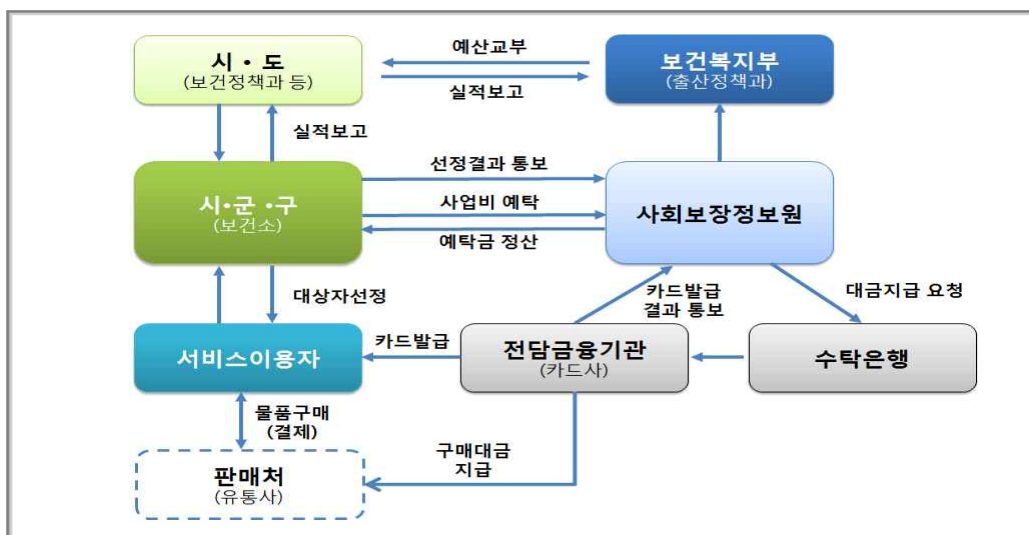 시 • 도
(보건정책과 등)
예산교부
실적보고
보건복지부
(출산정책과)
실적보고
시•군 •구
(보건소)
선정결과 통보
사업비 예탁
예탁금 정산
사회보장정보원
대상자선정
카드발급
결과 통보
대금지급 요청
서비스이용자
카드발급
전담금융기관
(카드사)
수탁은행
물품구매
(결제)
구매대금
지급
판매처
(유통사)